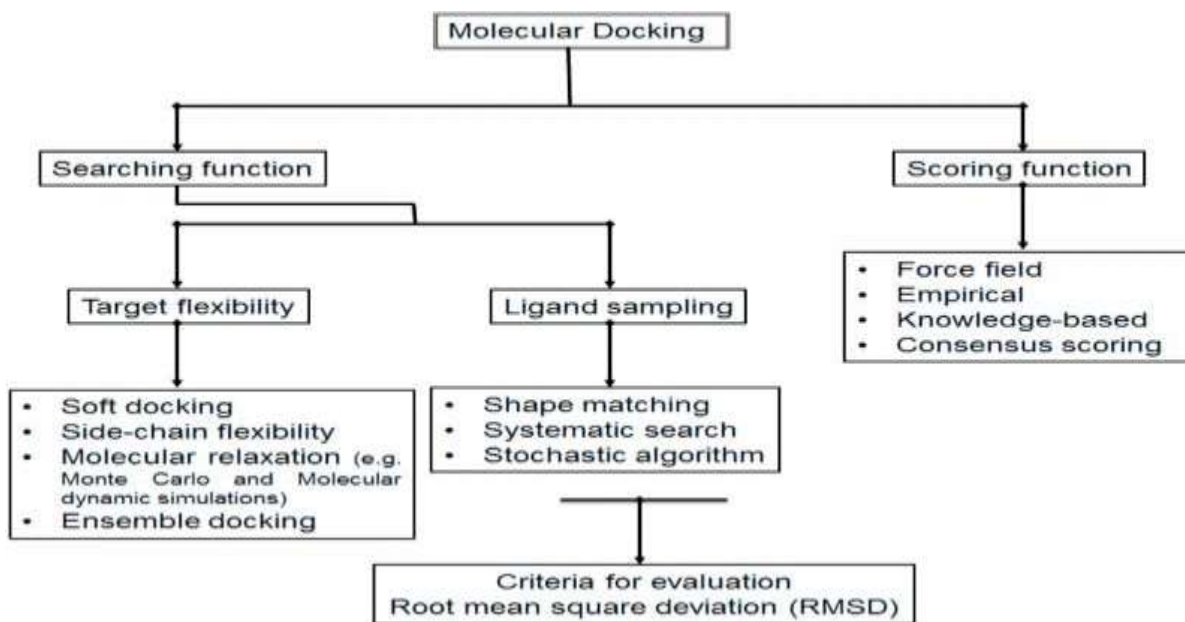 Molecular Docking
Searching function
Scoring function
Target flexibility
Ligand sampling
• Force field
• Empirical
• Knowledge-based
• Consensus scoring
• Soft docking
• Side-chain flexibility
• Molecular relaxation (e.g.
Monte Carlo and Molecular
dynamic simulations)
• Ensemble docking
• Shape matching
• Systematic search
• Stochastic algorithm
Criteria for evaluation
Root mean square deviation (RMSD)